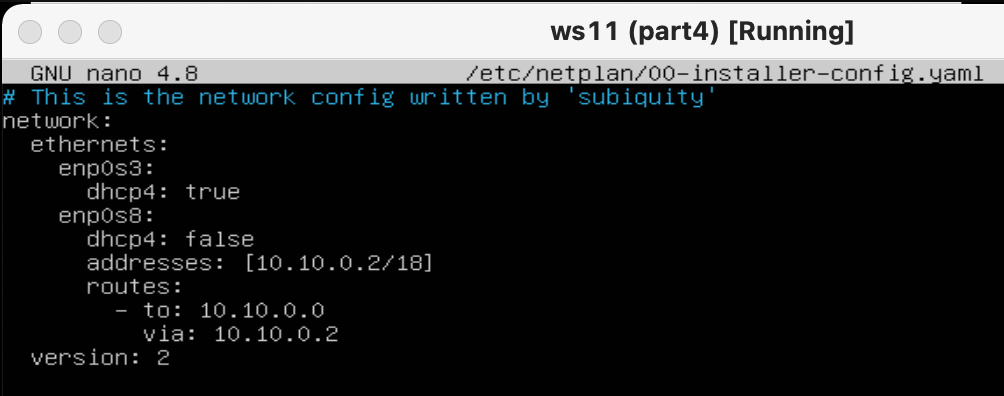 ws11 (part4) [Running]
GNU nano 4.8 /etc/netplan/00-installer-config.yaml
# This is the network config written by 'subiquity'
network:
  ethernets:
    enp0s3:
      dhcp4: true
    enp0s8:
      dhcp4: false
      addresses: [10.10.0.2/18]
      routes:
        - to: 10.10.0.0
          via: 10.10.0.2
  version: 2